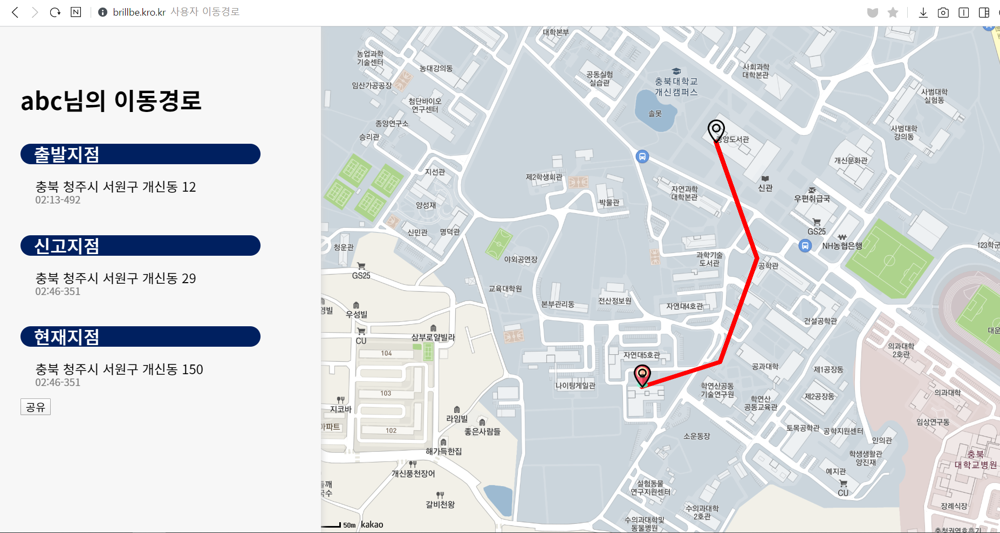 brillbe.kro.kr 사용자 이동경로
abc님의 이동경로
출발지점
충북 청주시 서원구 개신동 12
02:13-492
신고지점
충북 청주시 서원구 개신동 29
02:46-351
현재지점
충북 청주시 서원구 개신동 150
02:46-351
공유
대학본부
농업과학
기술센터
농대강의동
임산가공공장
첨단바이오
연구센터
종양연구소
승리관
공동실험
실습관
충북대학교
개신캠퍼스
솔못
사회과학
대학본관
사범대학
실험동
사범대학
강의동
중앙도서관
개신문화관
지선관
제2학생회관
자연과학
대학본관
신관
우편취급국
양성재
박물관
신민관
명덕관
GS25
NH농협은행
123학군
청운관
야외공연장
과학기술
도서관
공학관
GS25
교육대학원
본부관리동
전산정보원
자연대4호관
우성빌
건설공학관
CU
삼부로얄빌라
104
자연대5호관
의과대학
2호관
공과대학
제1공장동
나이팅게일관
학연산공동
기술연구원
학연산
공동교육관
제2공장동
의과대학
103
지코바
라임빌
좋은사람들
102
아파트
임상연구동
소운동장
토목공학관
공학지원센터
인의관
해가득한집
학생생활관
양진재
충북
대학교병원
개신풍천장어
예지관
CU
실험동물
연구지원센터
갈비천왕
수의과대학
2호관
장례식장
수의과대학및
동물병원
50m kakao